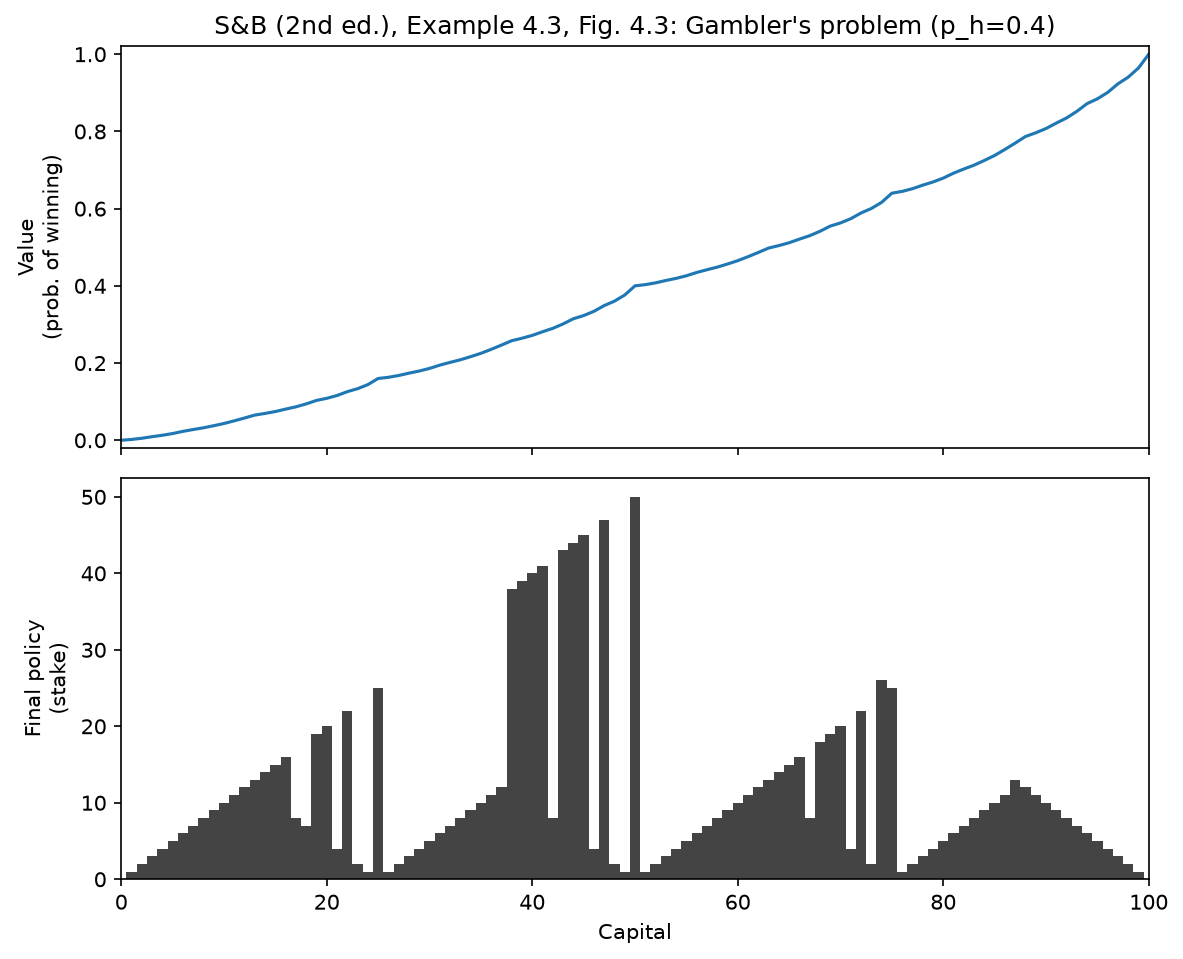 S&B (2nd ed.), Example 4.3, Fig. 4.3: Gambler's problem (p_h=0.4)
1.0
0.8
0.6
0.4
0.2
0.0
Value
(prob. of winning)
50
40
30
20
10
0
Final policy
(stake)
0 20 40 60 80 100
Capital